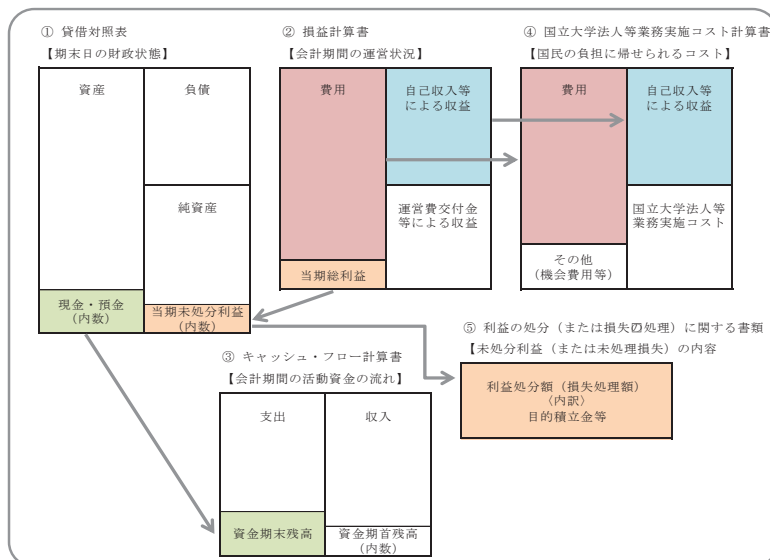 ① 貸借対照表
【期末日の財政状態】
資産
負債
純資産
現金・預金
（内数）
当期未処分利益
（内数）
② 損益計算書
【会計期間の運営状況】
費用
自己収入等
による収益
運営費交付金
等による収益
当期総利益
④ 国立大学法人等業務実施コスト計算書
【国民の負担に帰せられるコスト】
費用
自己収入等
による収益
その他
（機会費用等）
国立大学法人等
業務実施コスト
③ キャッシュ・フロー計算書
【会計期間の活動資金の流れ】
支出
収入
資金期末残高
資金期首残高
（内数）
⑤ 利益の処分（または損失の処理）に関する書類
【未処分利益（または未処理損失）の内容
利益処分額（損失処理額）
〈内訳〉
目的積立金等